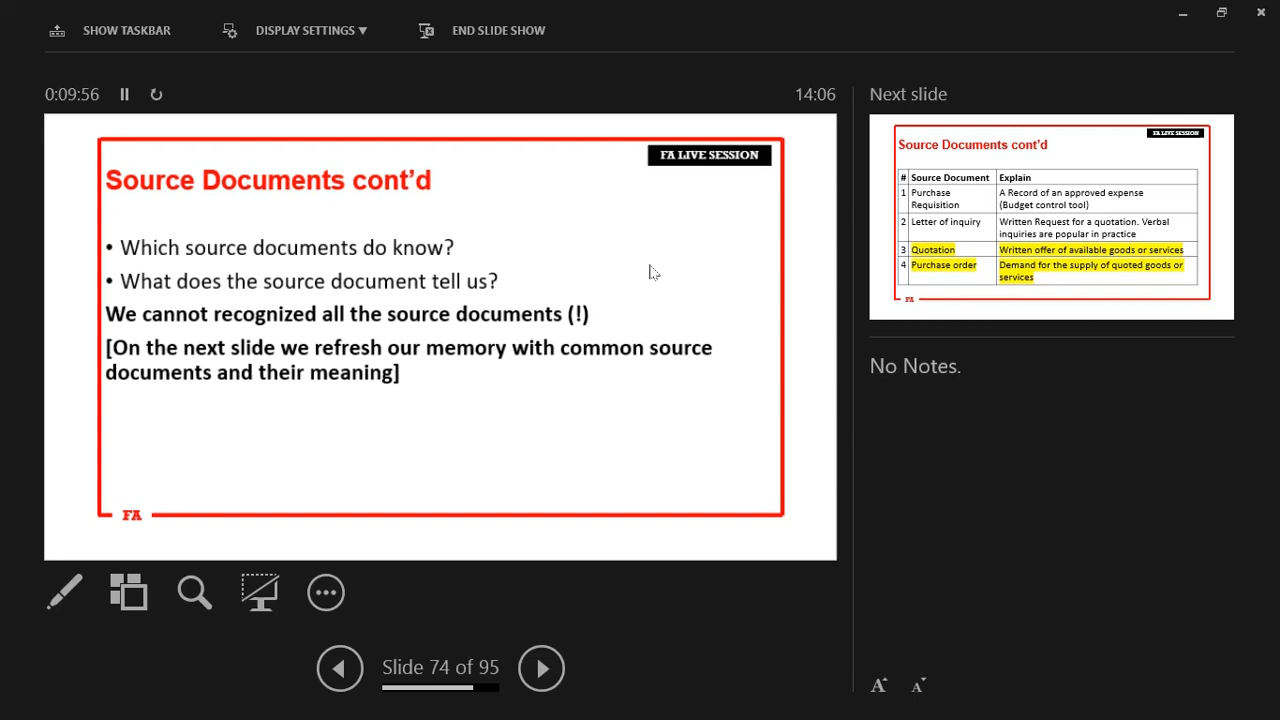 SHOW TASKBAR
DISPLAY SETTINGS ▼
END SLIDE SHOW
0:09:56
14:06
FA LIVE SESSION
Source Documents cont’d
• Which source documents do know?
• What does the source document tell us?
We cannot recognized all the source documents (!)
[On the next slide we refresh our memory with common source
documents and their meaning]
FA
Slide 74 of 95
Next slide
FA LIVE SESSION
Source Documents cont’d
# Source Document Explain
1 Purchase A Record of an approved expense
Requisition (Budget control tool)
2 Letter of inquiry Written Request for a quotation. Verbal
inquiries are popular in practice
3 Quotation Written offer of available goods or services
4 Purchase order Demand for the supply of quoted goods or
services
FA
No Notes.
A A